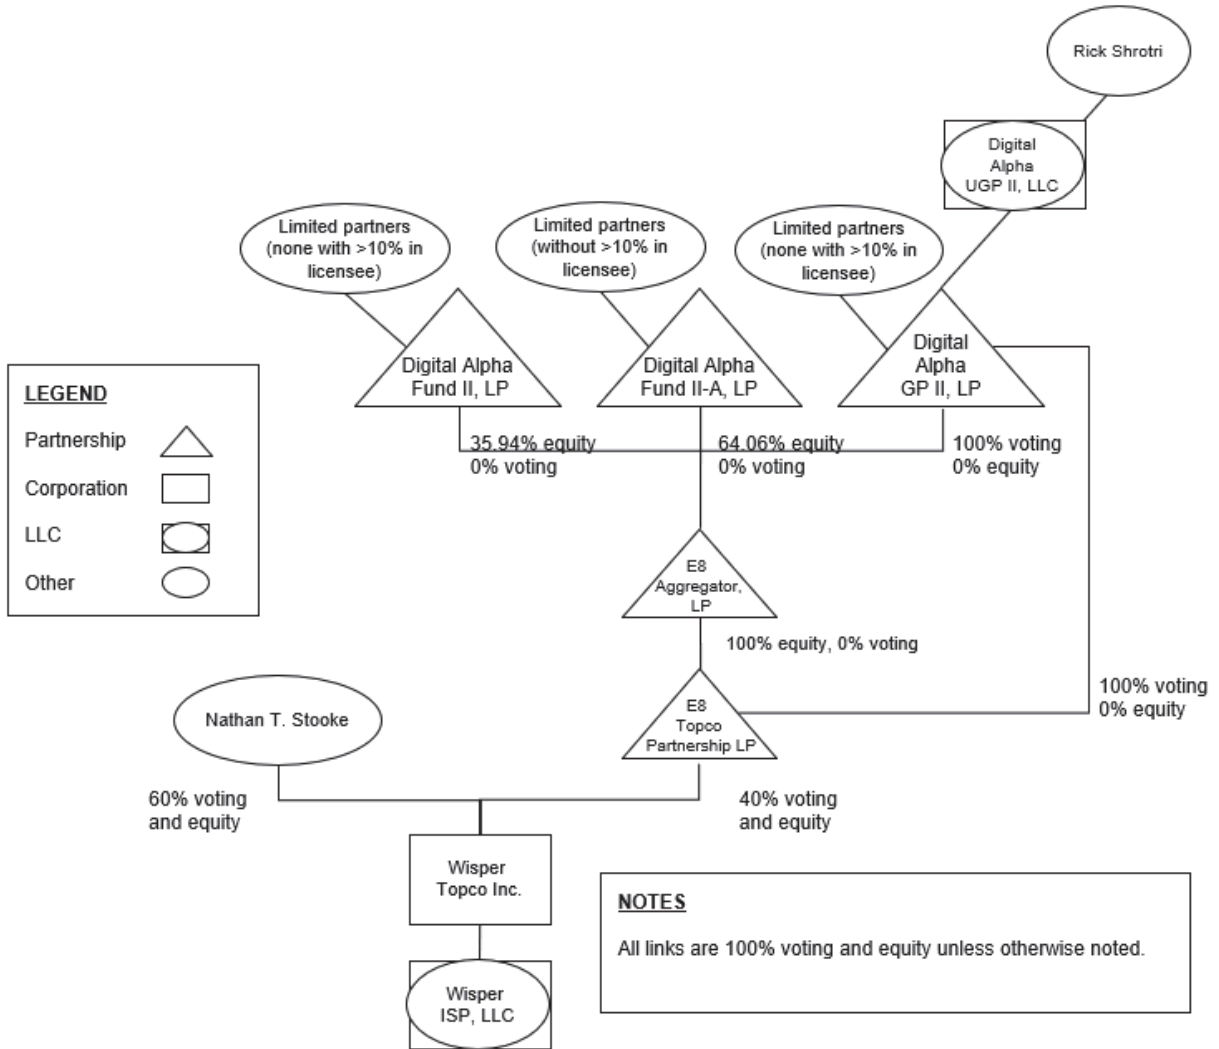 Rick Shrotri
Digital
Alpha
UGP II, LLC
Limited partners
(none with >10% in
licensee)
Limited partners
(without >10% in
licensee)
Limited partners
(none with >10% in
licensee)
Digital Alpha
Fund II, LP
Digital Alpha
Fund II-A, LP
Digital
Alpha
GP II, LP
LEGEND
Partnership
Corporation
LLC
Other
35.94% equity
0% voting
64.06% equity
0% voting
100% voting
0% equity
E8
Aggregator,
LP
100% equity, 0% voting
100% voting
0% equity
E8
Topco
Partnership LP
Nathan T. Stooke
60% voting
and equity
40% voting
and equity
Wisper
Topco Inc.
Wisper
ISP, LLC
NOTES
All links are 100% voting and equity unless otherwise noted.